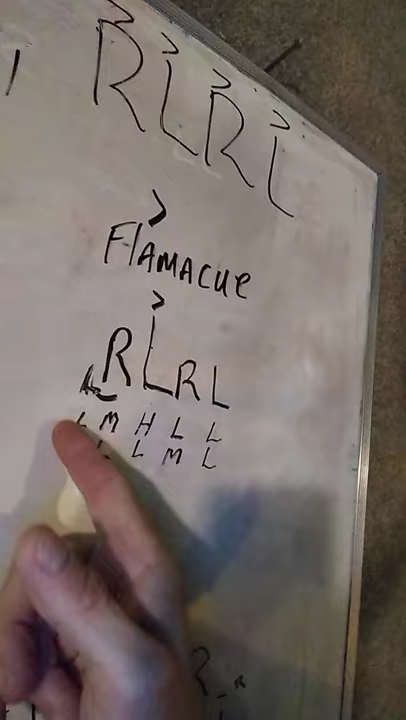 > > > >
RLRL
>
FLAMACUE
>
RLRL
L M H L L
L L M L
R